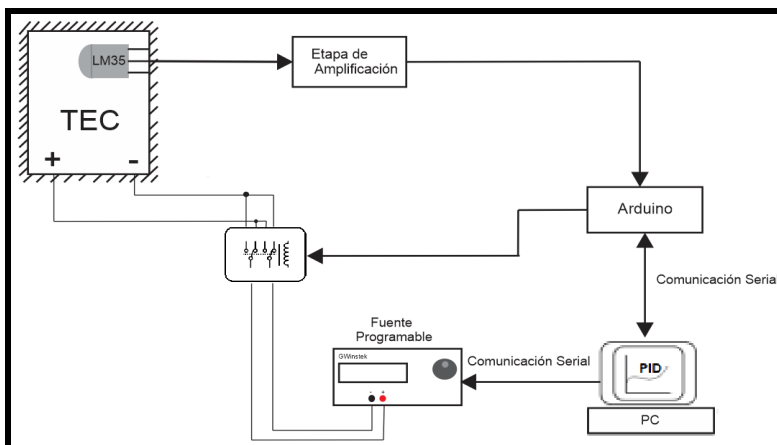 LM35
TEC
+ -
Etapa de
Amplificación
Arduino
Comunicación Serial
Fuente
Programable
GWinstek
- +
Comunicación Serial
PID
PC